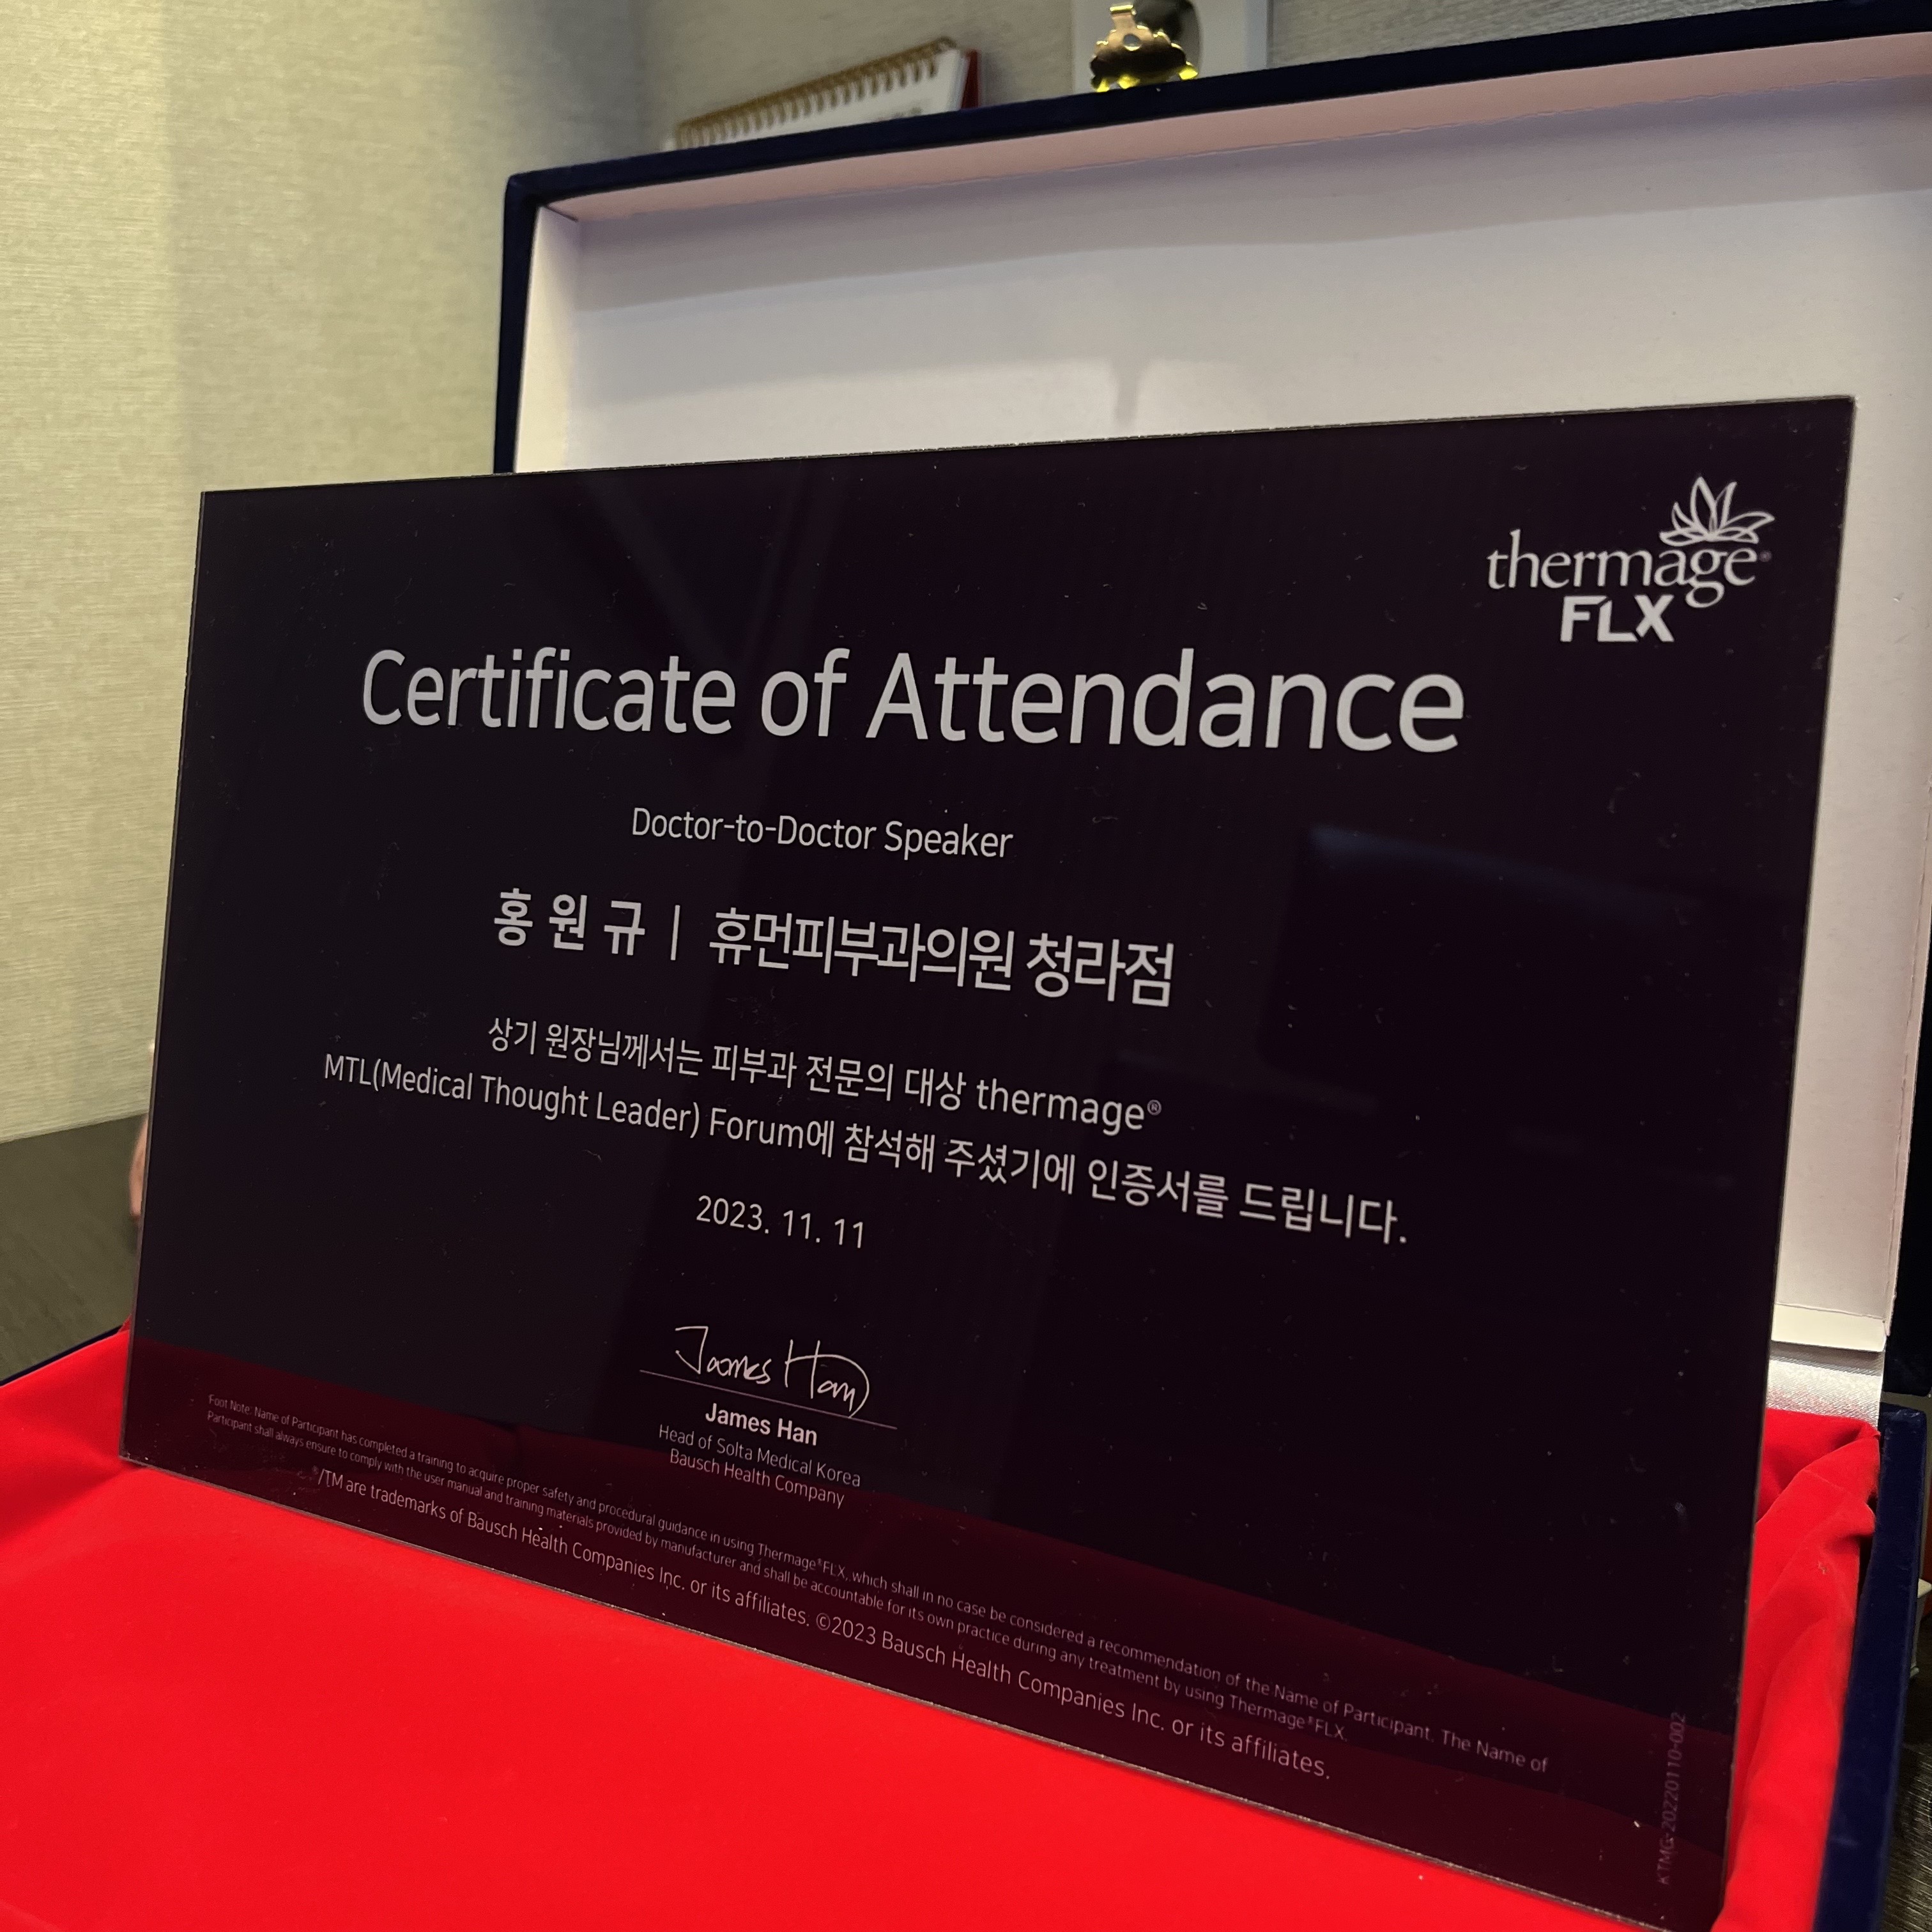 thermage®
FLX
Certificate of Attendance
Doctor-to-Doctor Speaker
홍 원 규 | 휴먼피부과의원 청라점
상기 원장님께서는 피부과 전문의 대상 thermage®
MTL(Medical Thought Leader) Forum에 참석해 주셨기에 인증서를 드립니다.
2023. 11. 11
James Han
James Han
Head of Solta Medical Korea
Bausch Health Company
Foot Note: Name of Participant has completed a training to acquire proper safety and procedural guidance in using Thermage®FLX, which shall in no case be considered a recommendation of the Name of Participant. The Name of
Participant shall always ensure to comply with the user manual and training materials provided by manufacturer and shall be accountable for its own practice during any treatment by using Thermage®FLX.
®/TM are trademarks of Bausch Health Companies Inc. or its affiliates. ©2023 Bausch Health Companies Inc. or its affiliates.
KTMG-20220110-002